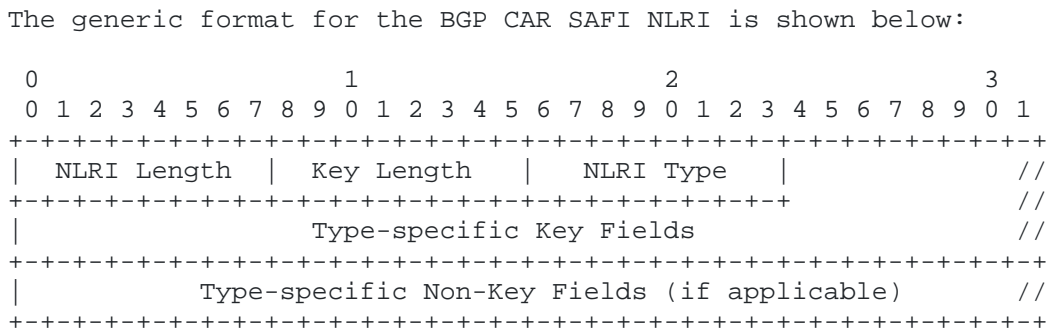 The generic format for the BGP CAR SAFI NLRI is shown below:
 0                   1                   2                   3
 0 1 2 3 4 5 6 7 8 9 0 1 2 3 4 5 6 7 8 9 0 1 2 3 4 5 6 7 8 9 0 1
+-+-+-+-+-+-+-+-+-+-+-+-+-+-+-+-+-+-+-+-+-+-+-+-+-+-+-+-+-+-+-+-+
|  NLRI Length  |  Key Length   |   NLRI Type   |              //
+-+-+-+-+-+-+-+-+-+-+-+-+-+-+-+-+-+-+-+-+-+-+-+-+              //
|                  Type-specific Key Fields                    //
+-+-+-+-+-+-+-+-+-+-+-+-+-+-+-+-+-+-+-+-+-+-+-+-+-+-+-+-+-+-+-+-+
|           Type-specific Non-Key Fields (if applicable)       //
+-+-+-+-+-+-+-+-+-+-+-+-+-+-+-+-+-+-+-+-+-+-+-+-+-+-+-+-+-+-+-+-+